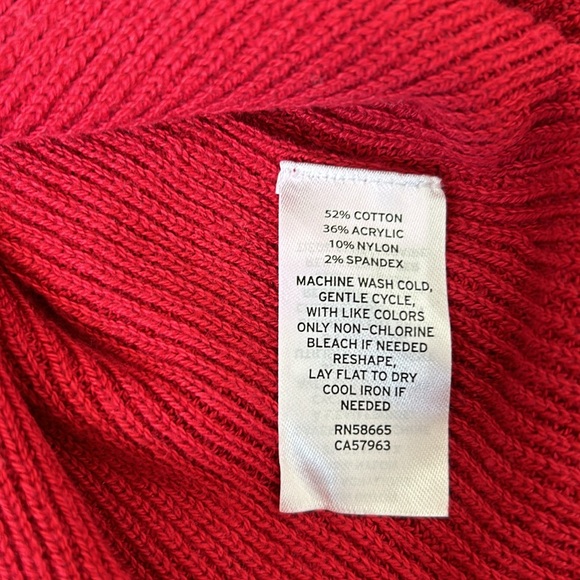 52% COTTON
36% ACRYLIC
10% NYLON
2% SPANDEX
MACHINE WASH COLD,
GENTLE CYCLE,
WITH LIKE COLORS
ONLY NON-CHLORINE
BLEACH IF NEEDED
RESHAPE,
LAY FLAT TO DRY
COOL IRON IF
NEEDED
RN58665
CA57963